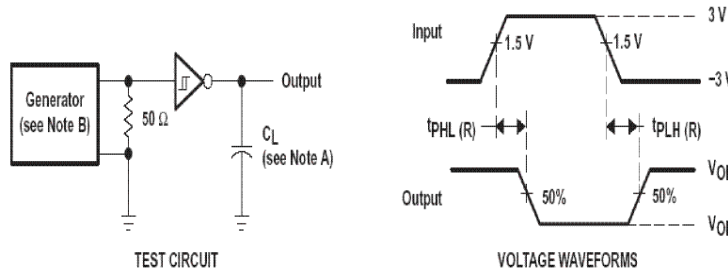 Generator
(see Note B)
50 Ω
Output
CL
(see Note A)
TEST CIRCUIT
Input
3 V
1.5 V
1.5 V
−3 V
tPHL (R)
tPLH (R)
Output
50%
50%
VOLTAGE WAVEFORMS